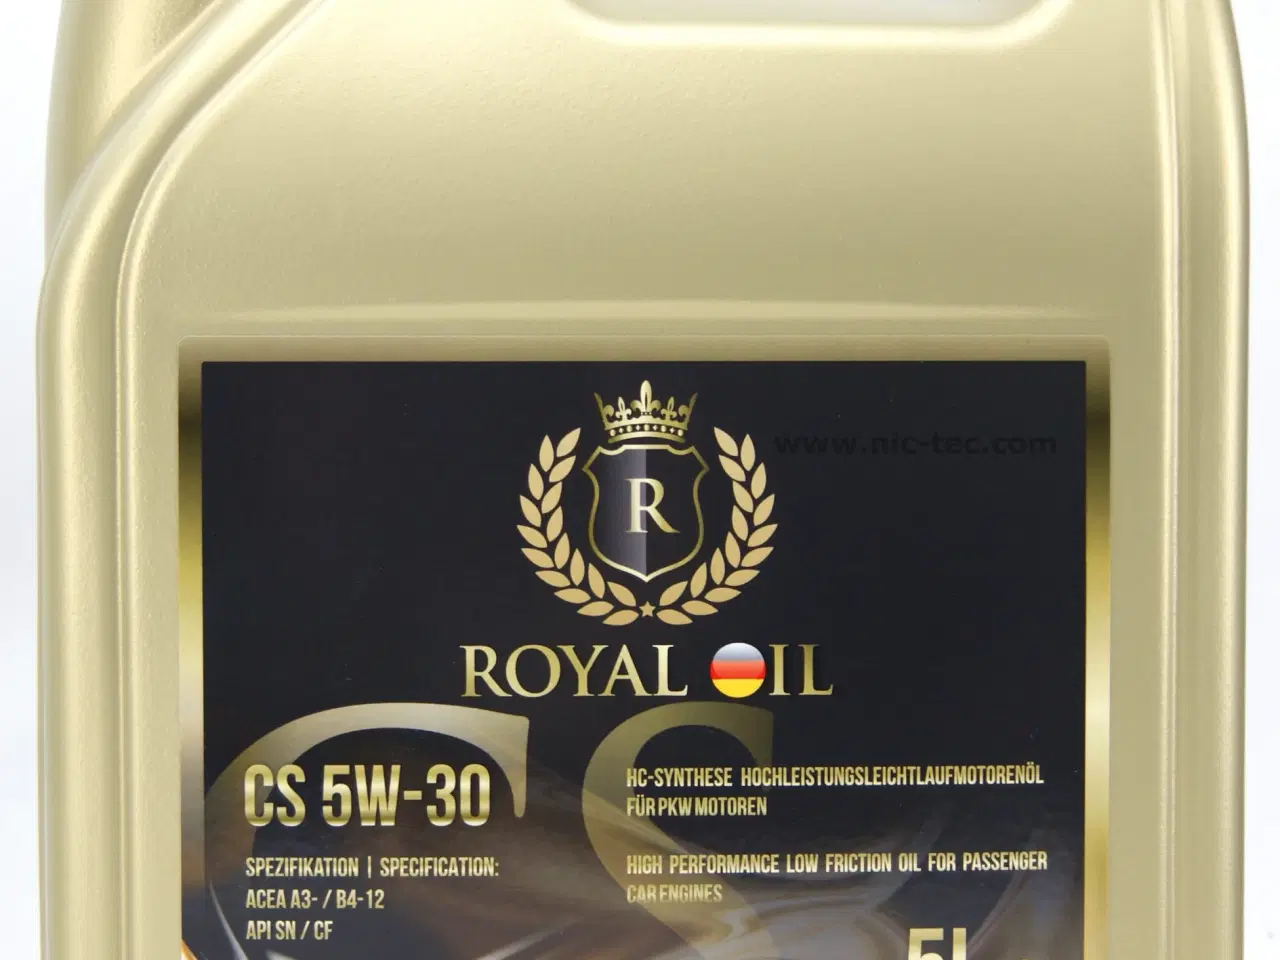 www.nic-tec.com
R
ROYAL OIL
CS
CS 5W-30
SPEZIFIKATION | SPECIFICATION:
ACEA A3- / B4-12
API SN / CF
HC-SYNTHESE HOCHLEISTUNGSLEICHTLAUFMOTORENÖL
FÜR PKW MOTOREN
HIGH PERFORMANCE LOW FRICTION OIL FOR PASSENGER
CAR ENGINES
5L